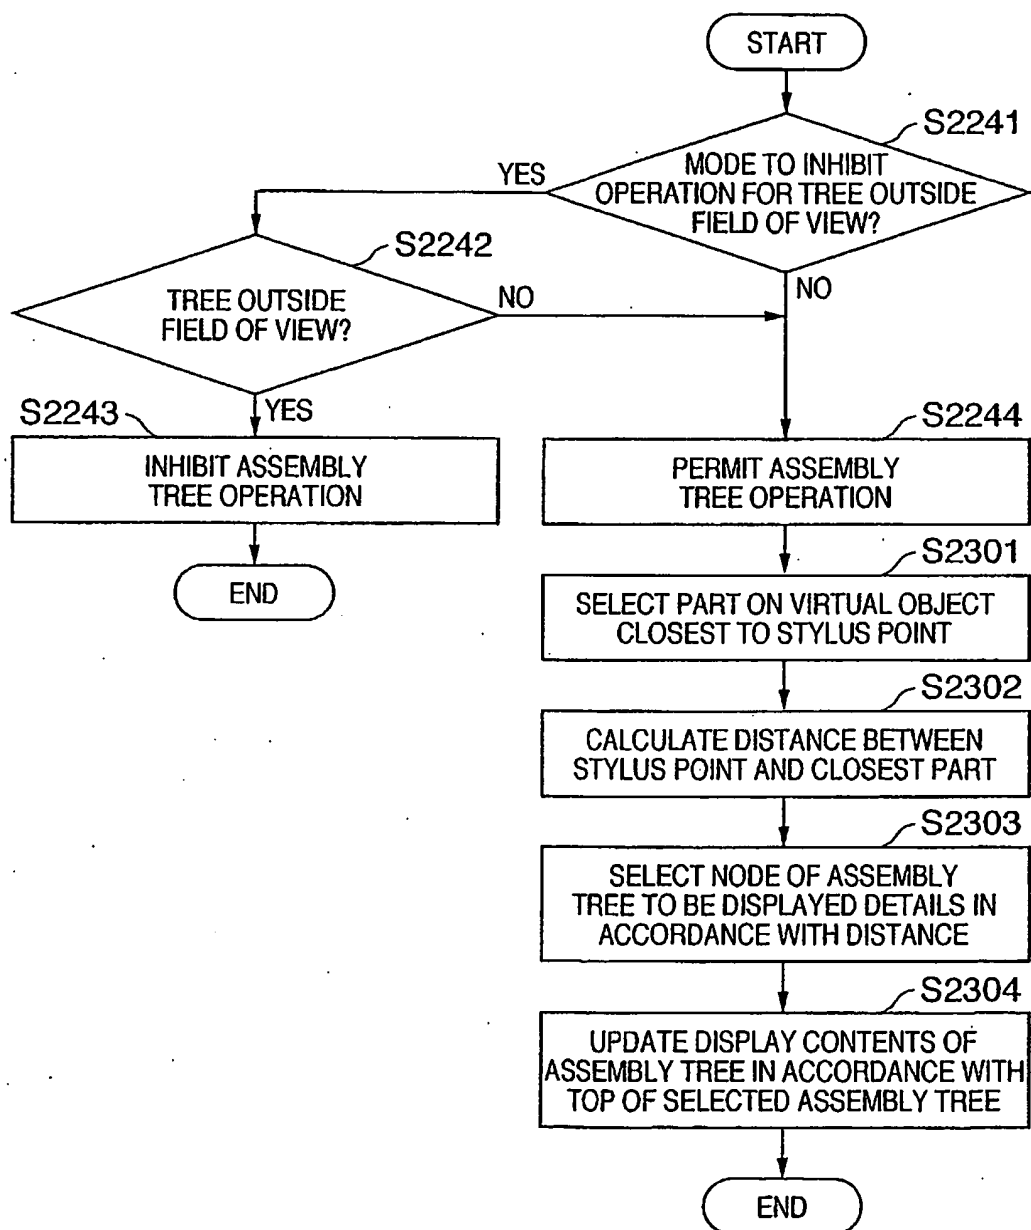 START
S2241
MODE TO INHIBIT
OPERATION FOR TREE OUTSIDE
FIELD OF VIEW?
YES
NO
S2242
TREE OUTSIDE
FIELD OF VIEW?
NO
YES
S2243
INHIBIT ASSEMBLY
TREE OPERATION
END
S2244
PERMIT ASSEMBLY
TREE OPERATION
S2301
SELECT PART ON VIRTUAL OBJECT
CLOSEST TO STYLUS POINT
S2302
CALCULATE DISTANCE BETWEEN
STYLUS POINT AND CLOSEST PART
S2303
SELECT NODE OF ASSEMBLY
TREE TO BE DISPLAYED DETAILS IN
ACCORDANCE WITH DISTANCE
S2304
UPDATE DISPLAY CONTENTS OF
ASSEMBLY TREE IN ACCORDANCE WITH
TOP OF SELECTED ASSEMBLY TREE
END